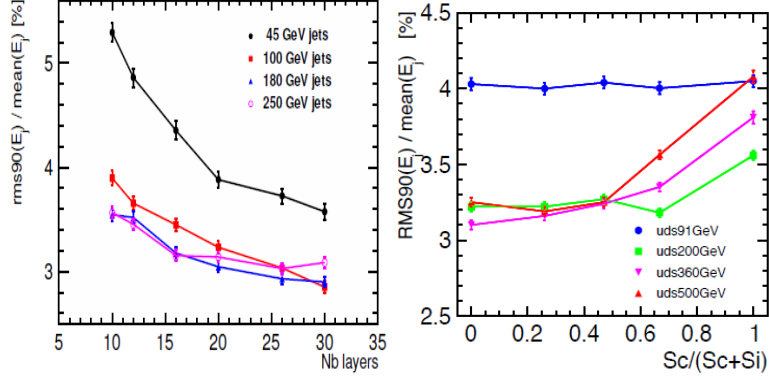 rms90(E_j) / mean(E_j) [%]
5
4
3
45 GeV jets
100 GeV jets
180 GeV jets
250 GeV jets
5 10 15 20 25 30 35
Nb layers
RMS90(E_j) / mean(E_j) [%]
4.5
4
3.5
3
2.5
uds91GeV
uds200GeV
uds360GeV
uds500GeV
0 0.2 0.4 0.6 0.8 1
Sc/(Sc+Si)